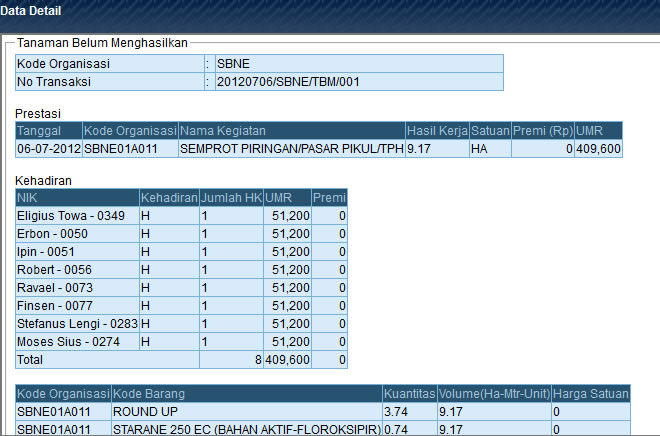 Data Detail
Tanaman Belum Menghasilkan
Kode Organisasi : SBNE
No Transaksi : 20120706/SBNE/TBM/001
Prestasi
Tanggal Kode Organisasi Nama Kegiatan Hasil Kerja Satuan Premi (Rp) UMR
06-07-2012 SBNE01A011 SEMPROT PIRINGAN/PASAR PIKUL/TPH 9.17 HA 0 409,600
Kehadiran
NIK Kehadiran Jumlah HK UMR Premi
Eligius Towa - 0349 H 1 51,200 0
Erbon - 0050 H 1 51,200 0
Ipin - 0051 H 1 51,200 0
Robert - 0056 H 1 51,200 0
Ravael - 0073 H 1 51,200 0
Finsen - 0077 H 1 51,200 0
Stefanus Lengi - 0283 H 1 51,200 0
Moses Sius - 0274 H 1 51,200 0
Total 8 409,600 0
Kode Organisasi Kode Barang Kuantitas Volume(Ha-Mtr-Unit) Harga Satuan
SBNE01A011 ROUND UP 3.74 9.17 0
SBNE01A011 STARANE 250 EC (BAHAN AKTIF-FLOROKSIPIR) 0.74 9.17 0